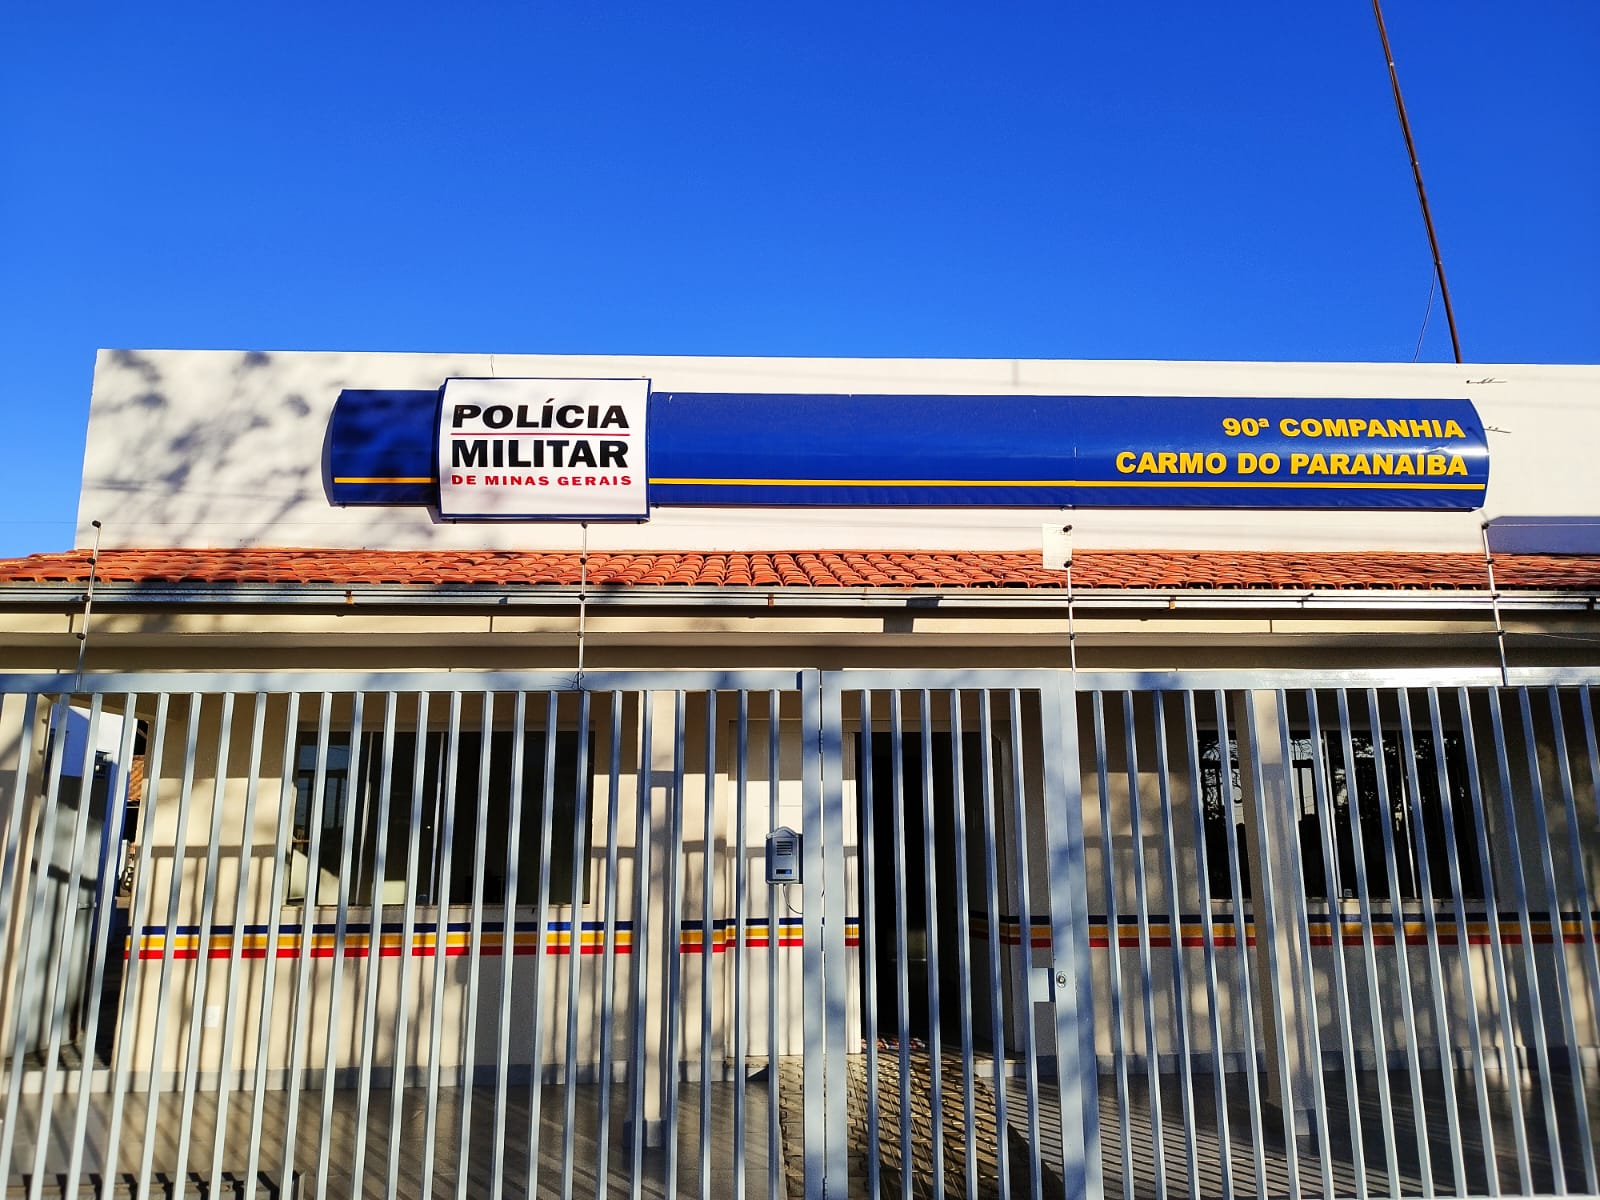 POLÍCIA
MILITAR
DE MINAS GERAIS
90ª COMPANHIA
CARMO DO PARANAÍBA